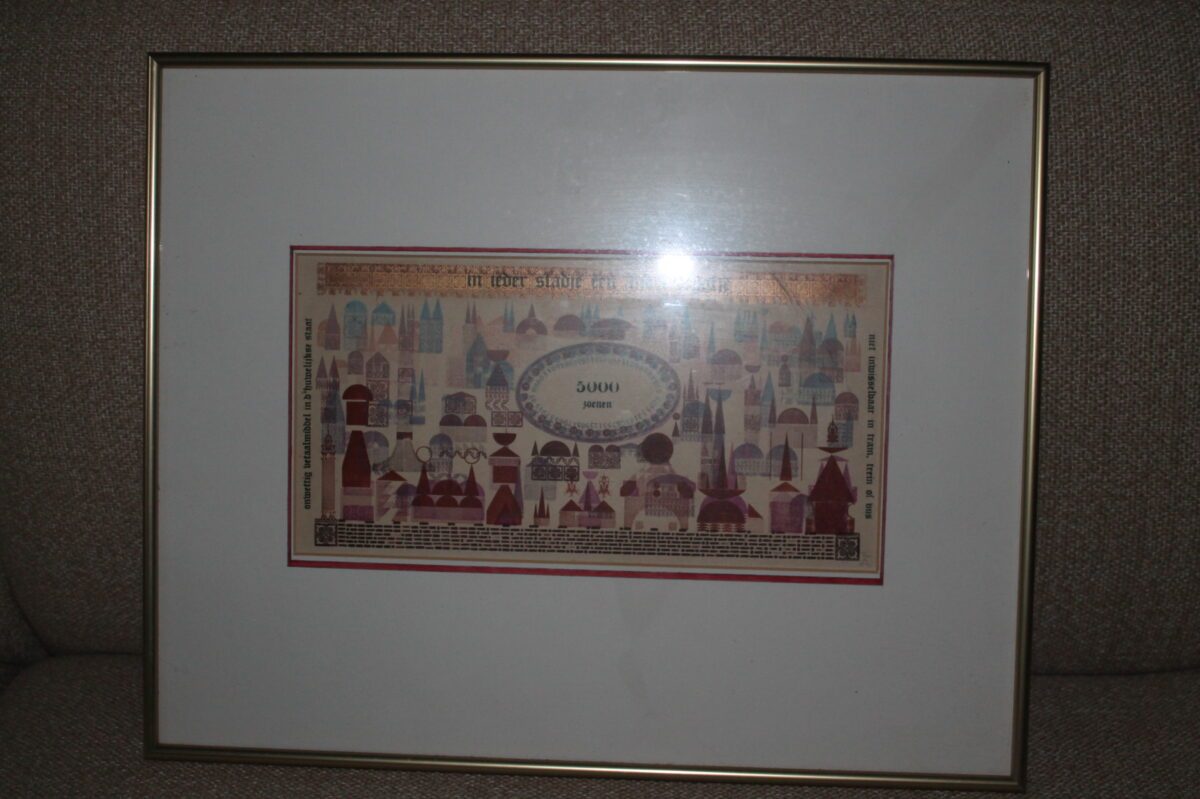 in ieder stadje een
5000
zoenen
onwettig betaalmiddel in d'huwelijkse staat
niet inwisselbaar in tram, trein of bus